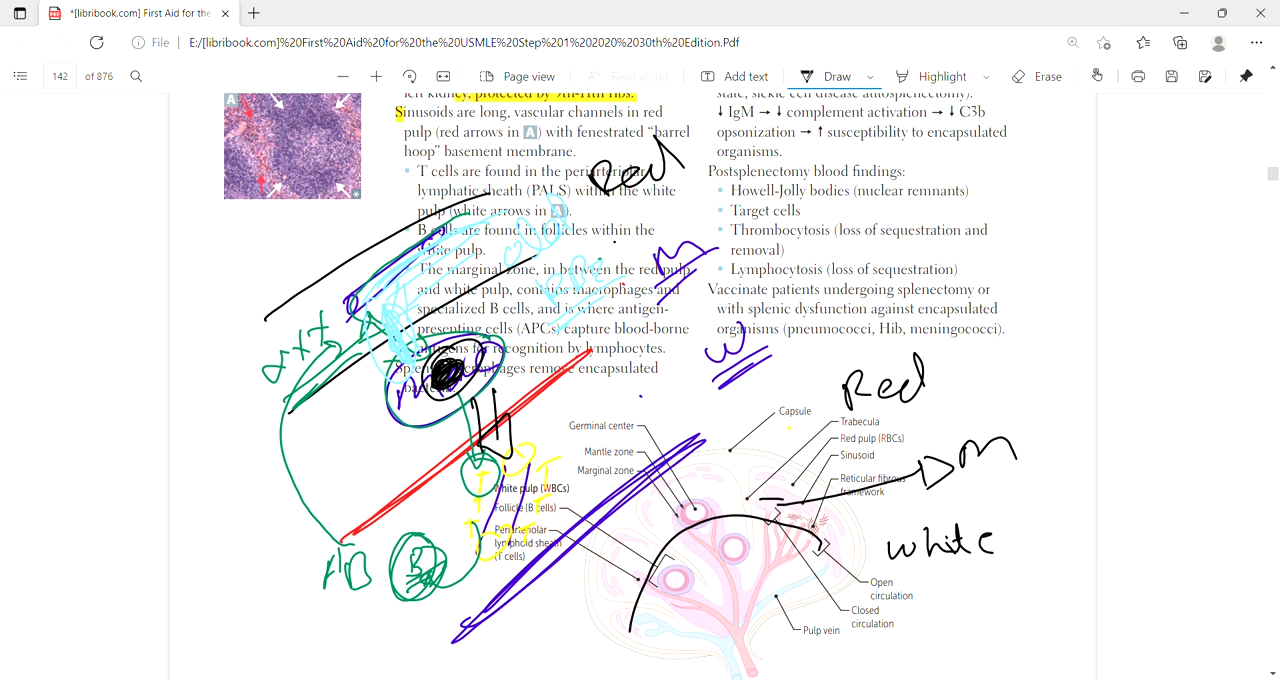 *[libribook.com] First Aid for the
File
E:/[libribook.com]%20First%20Aid%20for%20the%20USMLE%20Step%201%202020%2030th%20Edition.Pdf
142
of 876
Page view
Read aloud
Add text
Draw
Highlight
Erase
A
left kidney, protected by 9th-11th ribs.
Sinusoids are long, vascular channels in red
pulp (red arrows in A) with fenestrated “barrel
hoop” basement membrane.
T cells are found in the periarteriolar
lymphatic sheath (PALS) within the white
pulp (white arrows in A).
B cells are found in follicles within the
white pulp.
The marginal zone, in between the red pulp
and white pulp, contains macrophages and
specialized B cells, and is where antigen-
presenting cells (APCs) capture blood-borne
antigens for recognition by lymphocytes.
Splenic macrophages remove encapsulated
state, sickle cell disease autosplenectomy).
↓ IgM → ↓ complement activation → ↓ C3b
opsonization → ↑ susceptibility to encapsulated
organisms.
Postsplenectomy blood findings:
Howell-Jolly bodies (nuclear remnants)
Target cells
Thrombocytosis (loss of sequestration and
removal)
Lymphocytosis (loss of sequestration)
Vaccinate patients undergoing splenectomy or
with splenic dysfunction against encapsulated
organisms (pneumococci, Hib, meningococci).
Red
M
W
Red
m
white
B
T
Germinal center
Mantle zone
Marginal zone
White pulp (WBCs)
Follicle (B cells)
Periarteriolar
lymphoid sheath
(T cells)
Capsule
Trabecula
Red pulp (RBCs)
Sinusoid
Reticular fibrous
framework
Open
circulation
Closed
circulation
Pulp vein